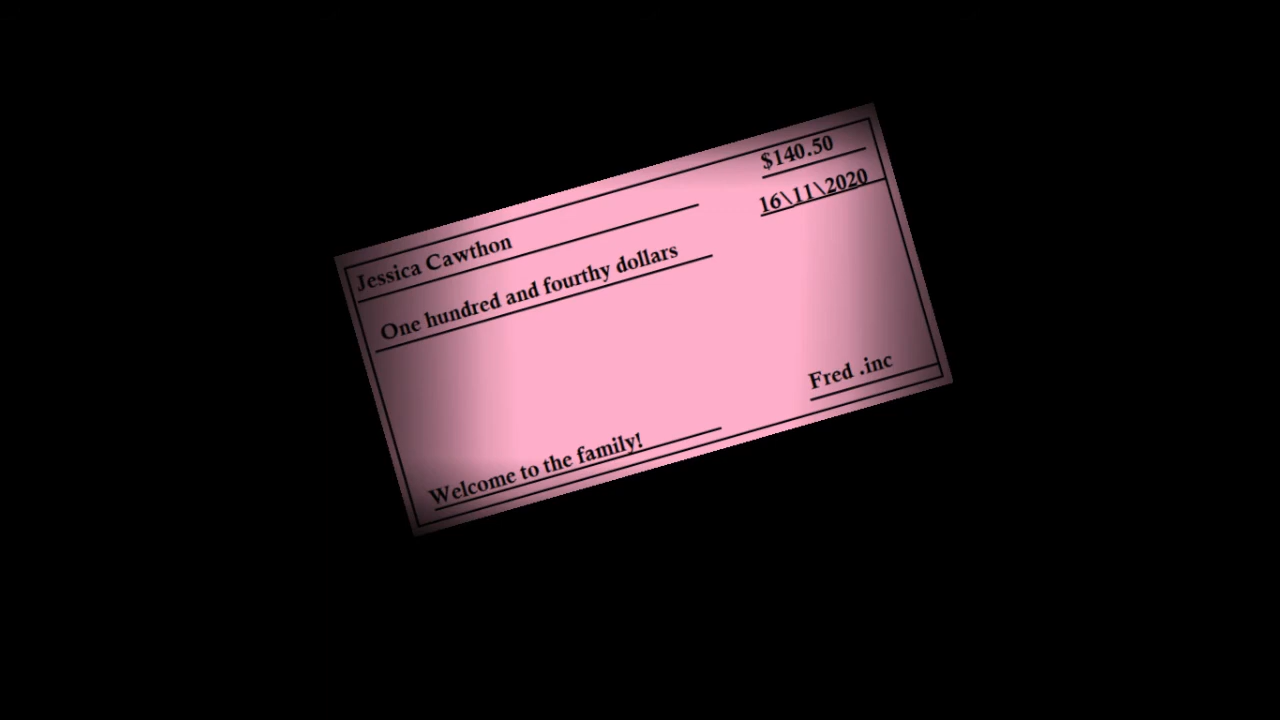 $140.50
16\11\2020
Jessica Cawthon
One hundred and fourthy dollars
Fred .inc
Welcome to the family!